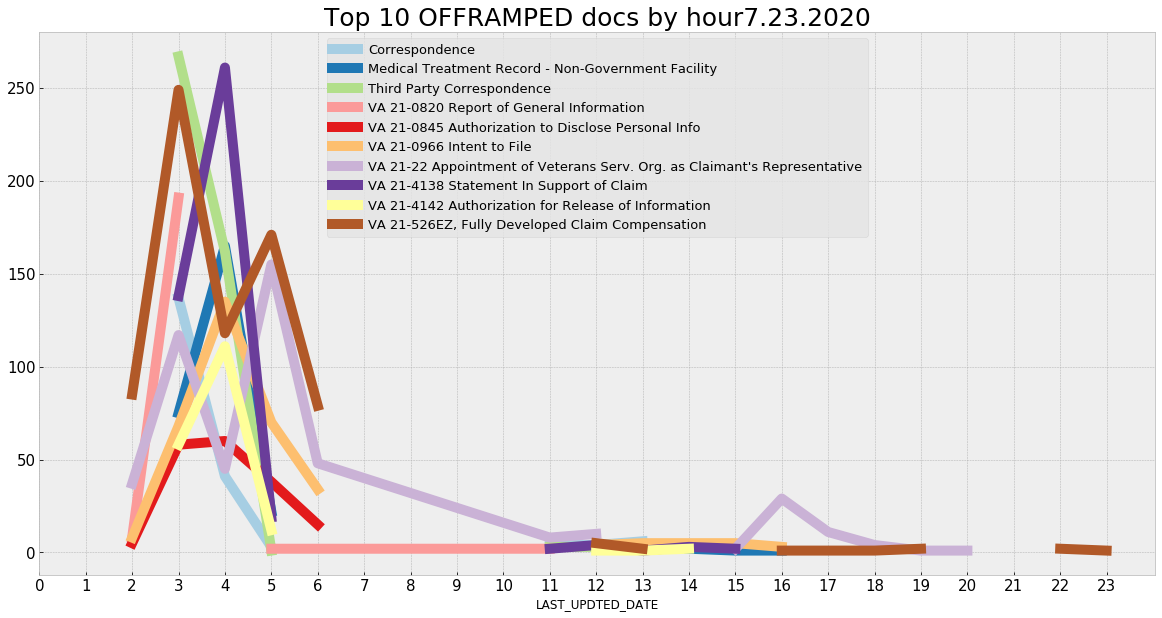 Top 10 OFFRAMPED docs by hour7.23.2020
Correspondence
Medical Treatment Record - Non-Government Facility
Third Party Correspondence
VA 21-0820 Report of General Information
VA 21-0845 Authorization to Disclose Personal Info
VA 21-0966 Intent to File
VA 21-22 Appointment of Veterans Serv. Org. as Claimant's Representative
VA 21-4138 Statement In Support of Claim
VA 21-4142 Authorization for Release of Information
VA 21-526EZ, Fully Developed Claim Compensation
250
200
150
100
50
0
0 1 2 3 4 5 6 7 8 9 10 11 12 13 14 15 16 17 18 19 20 21 22 23
LAST_UPDTED_DATE